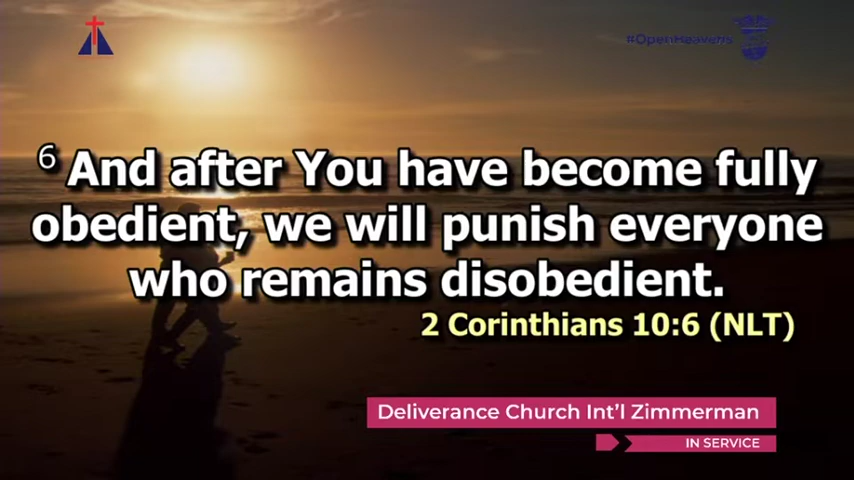 #OpenHeavens
6 And after You have become fully
obedient, we will punish everyone
who remains disobedient.
2 Corinthians 10:6 (NLT)
Deliverance Church Int'l Zimmerman
IN SERVICE